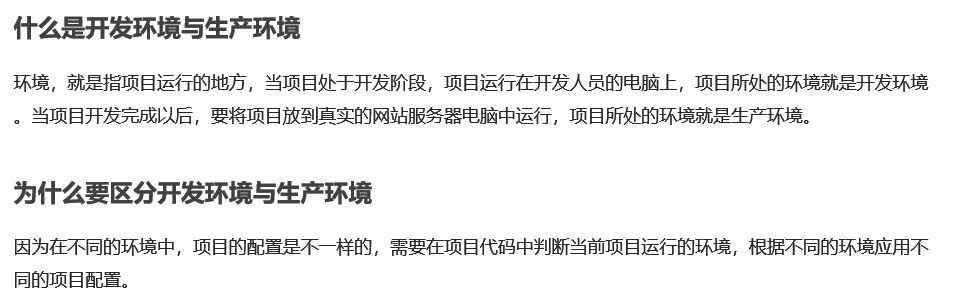 什么是开发环境与生产环境
环境，就是指项目运行的地方，当项目处于开发阶段，项目运行在开发人员的电脑上，项目所处的环境就是开发环境
。当项目开发完成以后，要将项目放到真实的网站服务器电脑中运行，项目所处的环境就是生产环境。
为什么要区分开发环境与生产环境
因为在不同的环境中，项目的配置是不一样的，需要在项目代码中判断当前项目运行的环境，根据不同的环境应用不
同的项目配置。